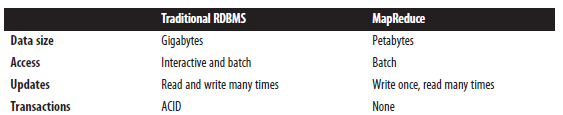 Traditional RDBMS MapReduce
Data size Gigabytes Petabytes
Access Interactive and batch Batch
Updates Read and write many times Write once, read many times
Transactions ACID None